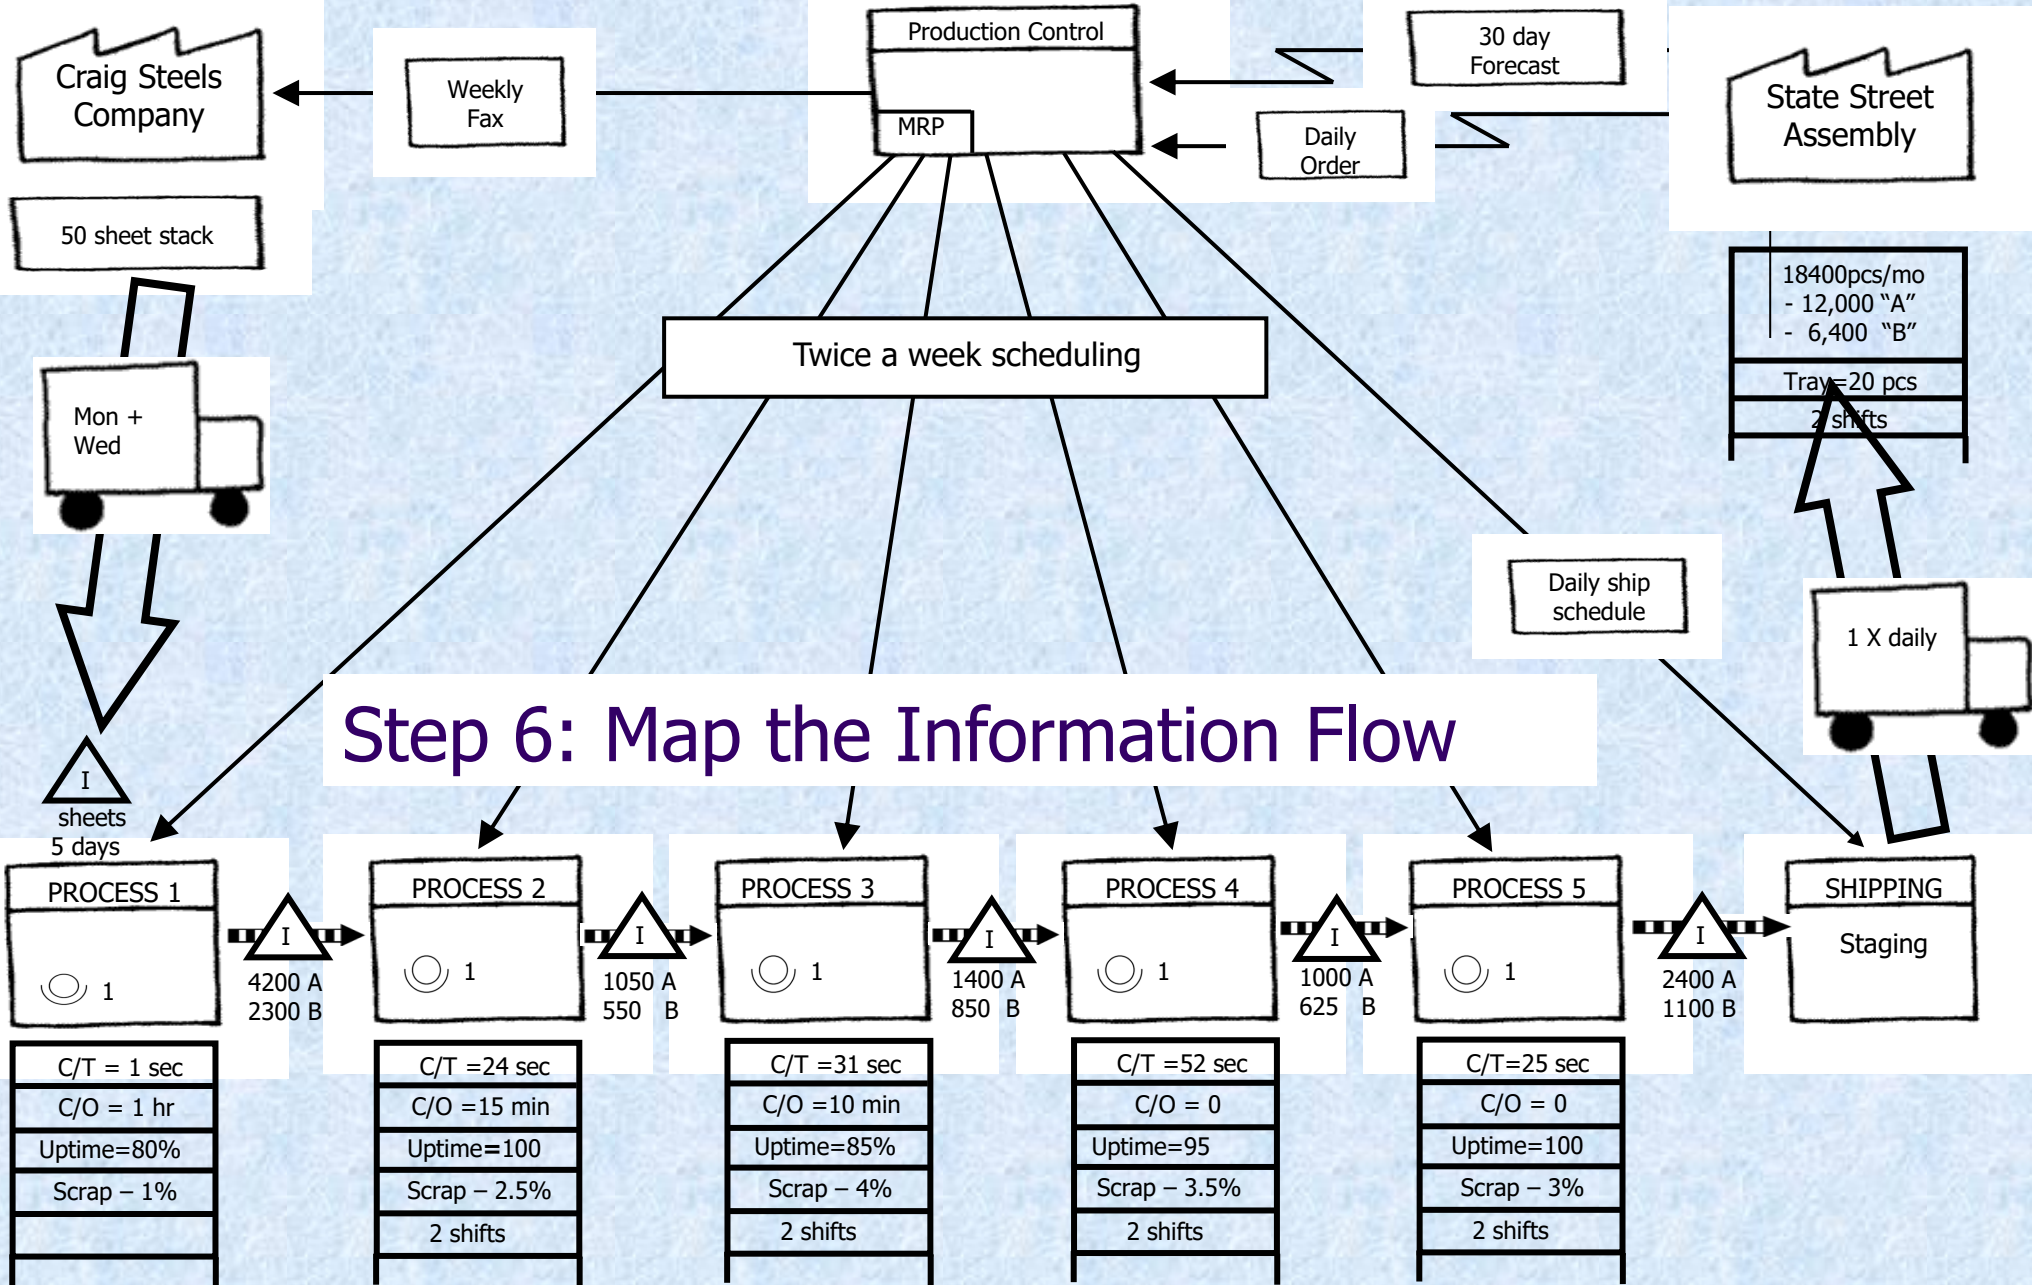 Craig Steels
Company
Weekly
Fax
Production Control
MRP
30 day
Forecast
Daily
Order
State Street
Assembly
50 sheet stack
18400pcs/mo
- 12,000 “A”
- 6,400 “B”
Tray=20 pcs
2 shifts
Twice a week scheduling
Mon +
Wed
Daily ship
schedule
1 X daily
Step 6: Map the Information Flow
I
sheets
5 days
PROCESS 1
1
I
4200 A
2300 B
PROCESS 2
1
I
1050 A
550 B
PROCESS 3
1
I
1400 A
850 B
PROCESS 4
1
I
1000 A
625 B
PROCESS 5
1
I
2400 A
1100 B
SHIPPING
Staging
C/T = 1 sec
C/O = 1 hr
Uptime=80%
Scrap – 1%
C/T =24 sec
C/O =15 min
Uptime=100
Scrap – 2.5%
2 shifts
C/T =31 sec
C/O =10 min
Uptime=85%
Scrap – 4%
2 shifts
C/T =52 sec
C/O = 0
Uptime=95
Scrap – 3.5%
2 shifts
C/T=25 sec
C/O = 0
Uptime=100
Scrap – 3%
2 shifts